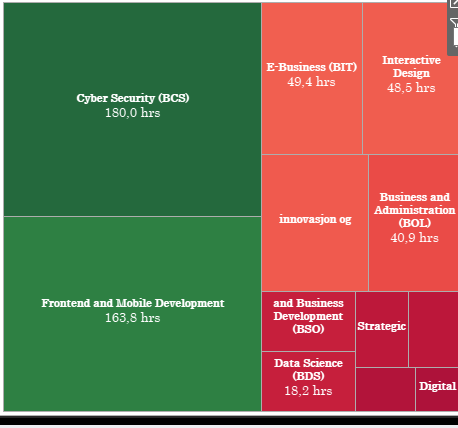 Cyber Security (BCS)
180,0 hrs
Frontend and Mobile Development
163,8 hrs
E-Business (BIT)
49,4 hrs
Interactive
Design
48,5 hrs
innovasjon og
Business and
Administration
(BOL)
40,9 hrs
and Business
Development
(BSO)
Strategic
Data Science
(BDS)
18,2 hrs
Digital